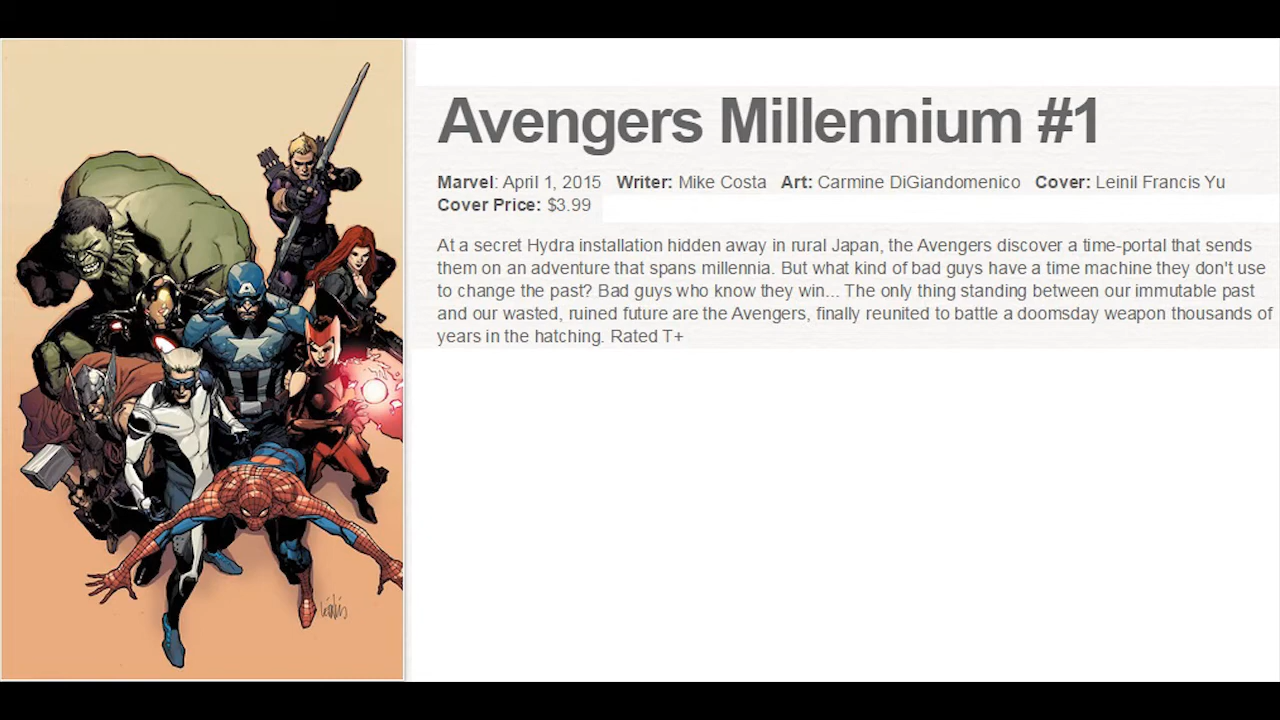 Avengers Millennium #1
Marvel: April 1, 2015 Writer: Mike Costa Art: Carmine DiGiandomenico Cover: Leinil Francis Yu
Cover Price: $3.99
At a secret Hydra installation hidden away in rural Japan, the Avengers discover a time-portal that sends
them on an adventure that spans millennia. But what kind of bad guys have a time machine they don't use
to change the past? Bad guys who know they win... The only thing standing between our immutable past
and our wasted, ruined future are the Avengers, finally reunited to battle a doomsday weapon thousands of
years in the hatching. Rated T+